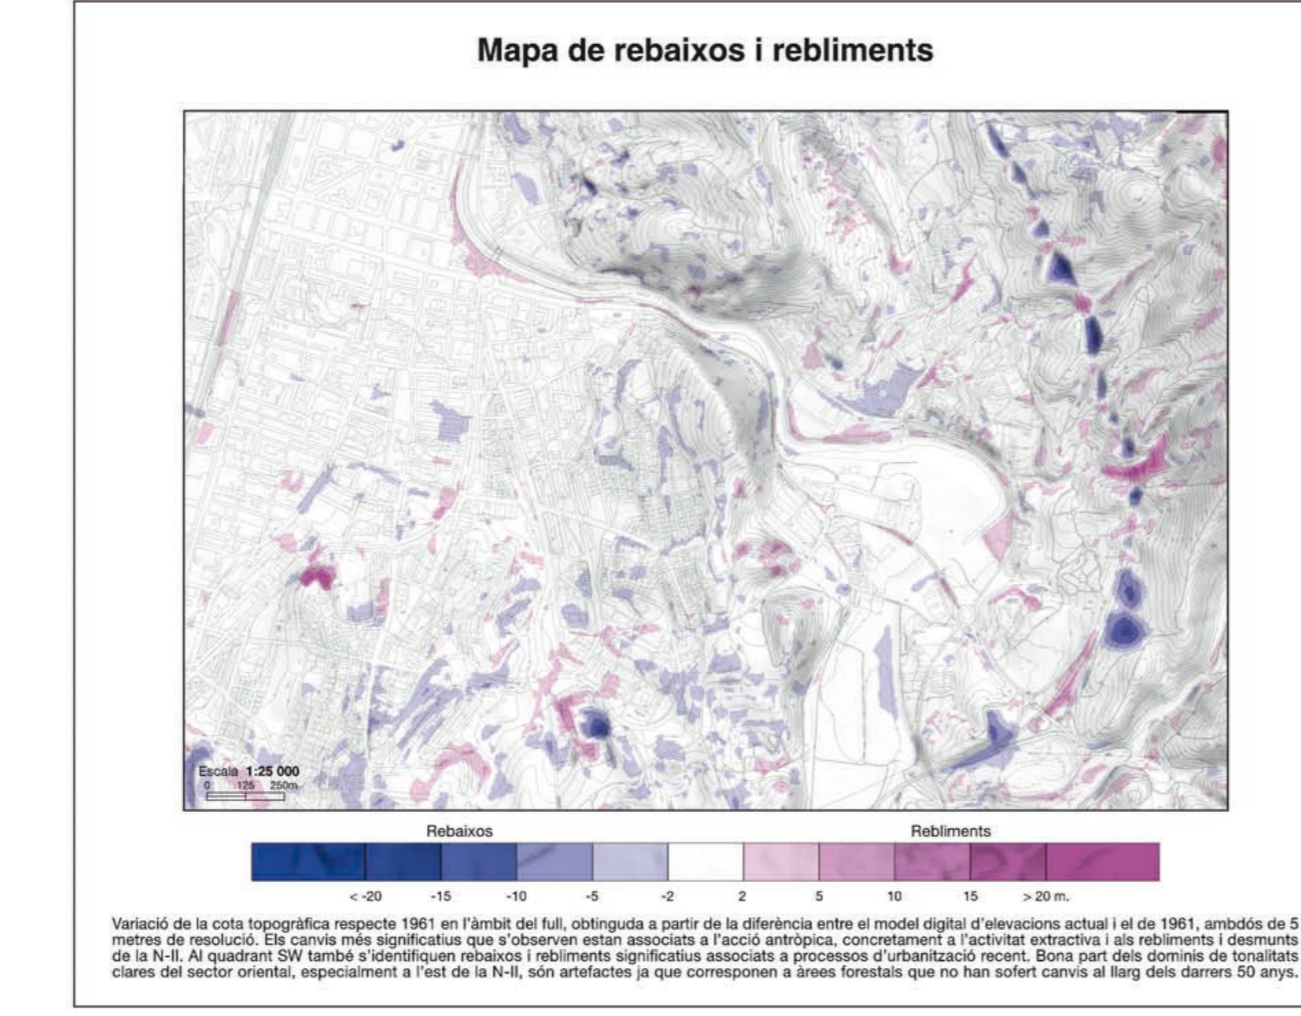 Mapa de rebaixos i rebliments
Escala 1:25 000
0 125 250m
Rebaixos Rebliments
< -20 -15 -10 -5 -2 2 5 10 15 > 20 m.
Variació de la cota topogràfica respecte 1961 en l'àmbit del full, obtinguda a partir de la diferència entre el model digital d'elevacions actual i el de 1961, ambdós de 5
metres de resolució. Els canvis més significatius que s'observen estan associats a l'acció antròpica, concretament a l'activitat extractiva i als rebliments i desmunts
de la N-II. Al quadrant SW també s'identifiquen rebaixos i rebliments significatius associats a processos d'urbanització recent. Bona part dels dominis de tonalitats
clares del sector oriental, especialment a l'est de la N-II, són artefactes ja que corresponen a àrees forestals que no han sofert canvis al llarg dels darrers 50 anys.